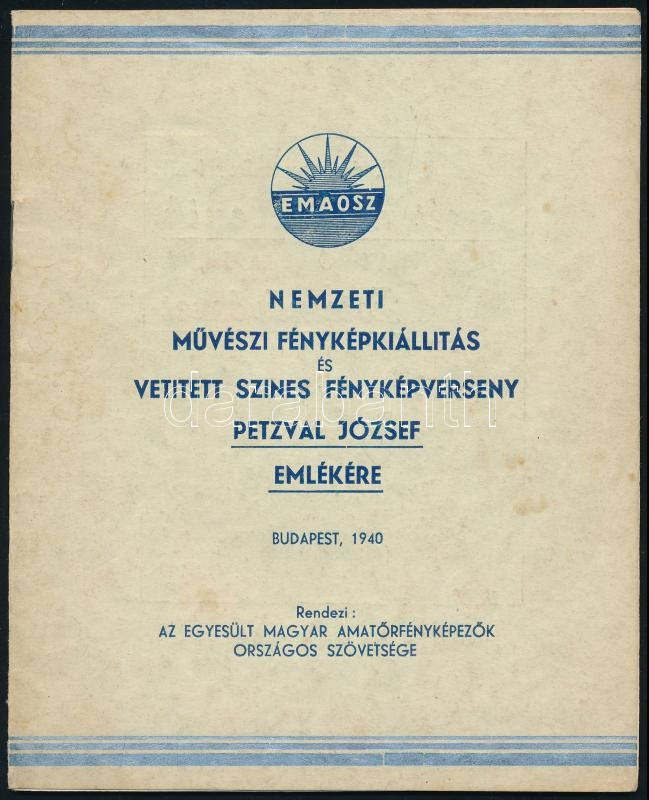 EMAOSZ
NEMZETI
MŰVÉSZI FÉNYKÉPKIÁLLITÁS
ÉS
VETITETT SZINES FÉNYKÉPVERSENY
darabanth
PETZVAL JÓZSEF
EMLÉKÉRE
BUDAPEST, 1940
Rendezi :
AZ EGYESÜLT MAGYAR AMATŐRFÉNYKÉPEZŐK
ORSZÁGOS SZÖVETSÉGE